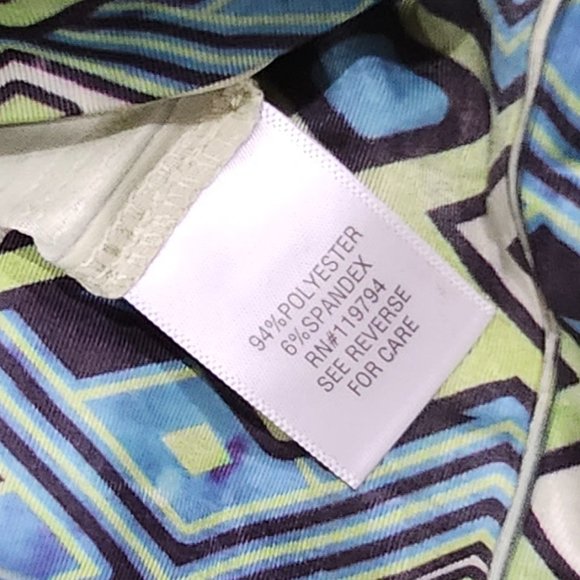 94%POLYESTER
6%SPANDEX
RN#119794
SEE REVERSE
FOR CARE